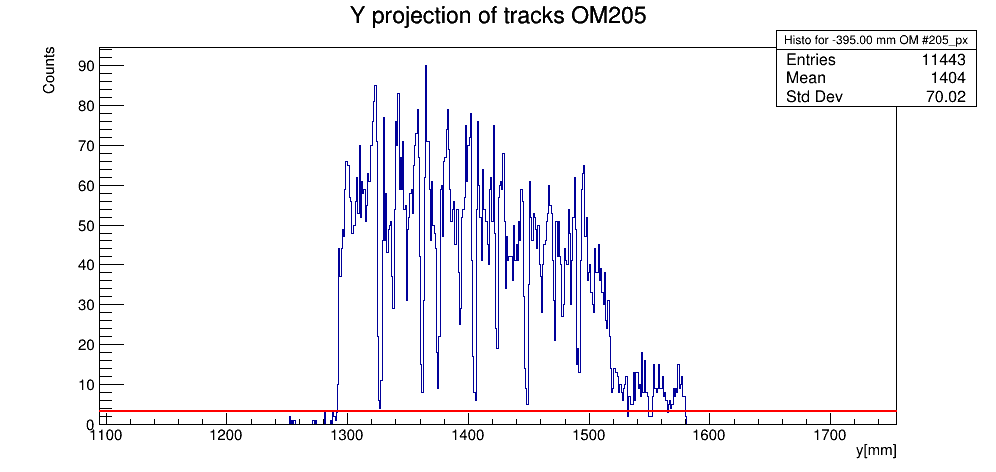 Y projection of tracks OM205
Histo for -395.00 mm OM #205_px
Entries 11443
Mean 1404
Std Dev 70.02
Counts
90
80
70
60
50
40
30
20
10
0
1100 1200 1300 1400 1500 1600 1700
y[mm]